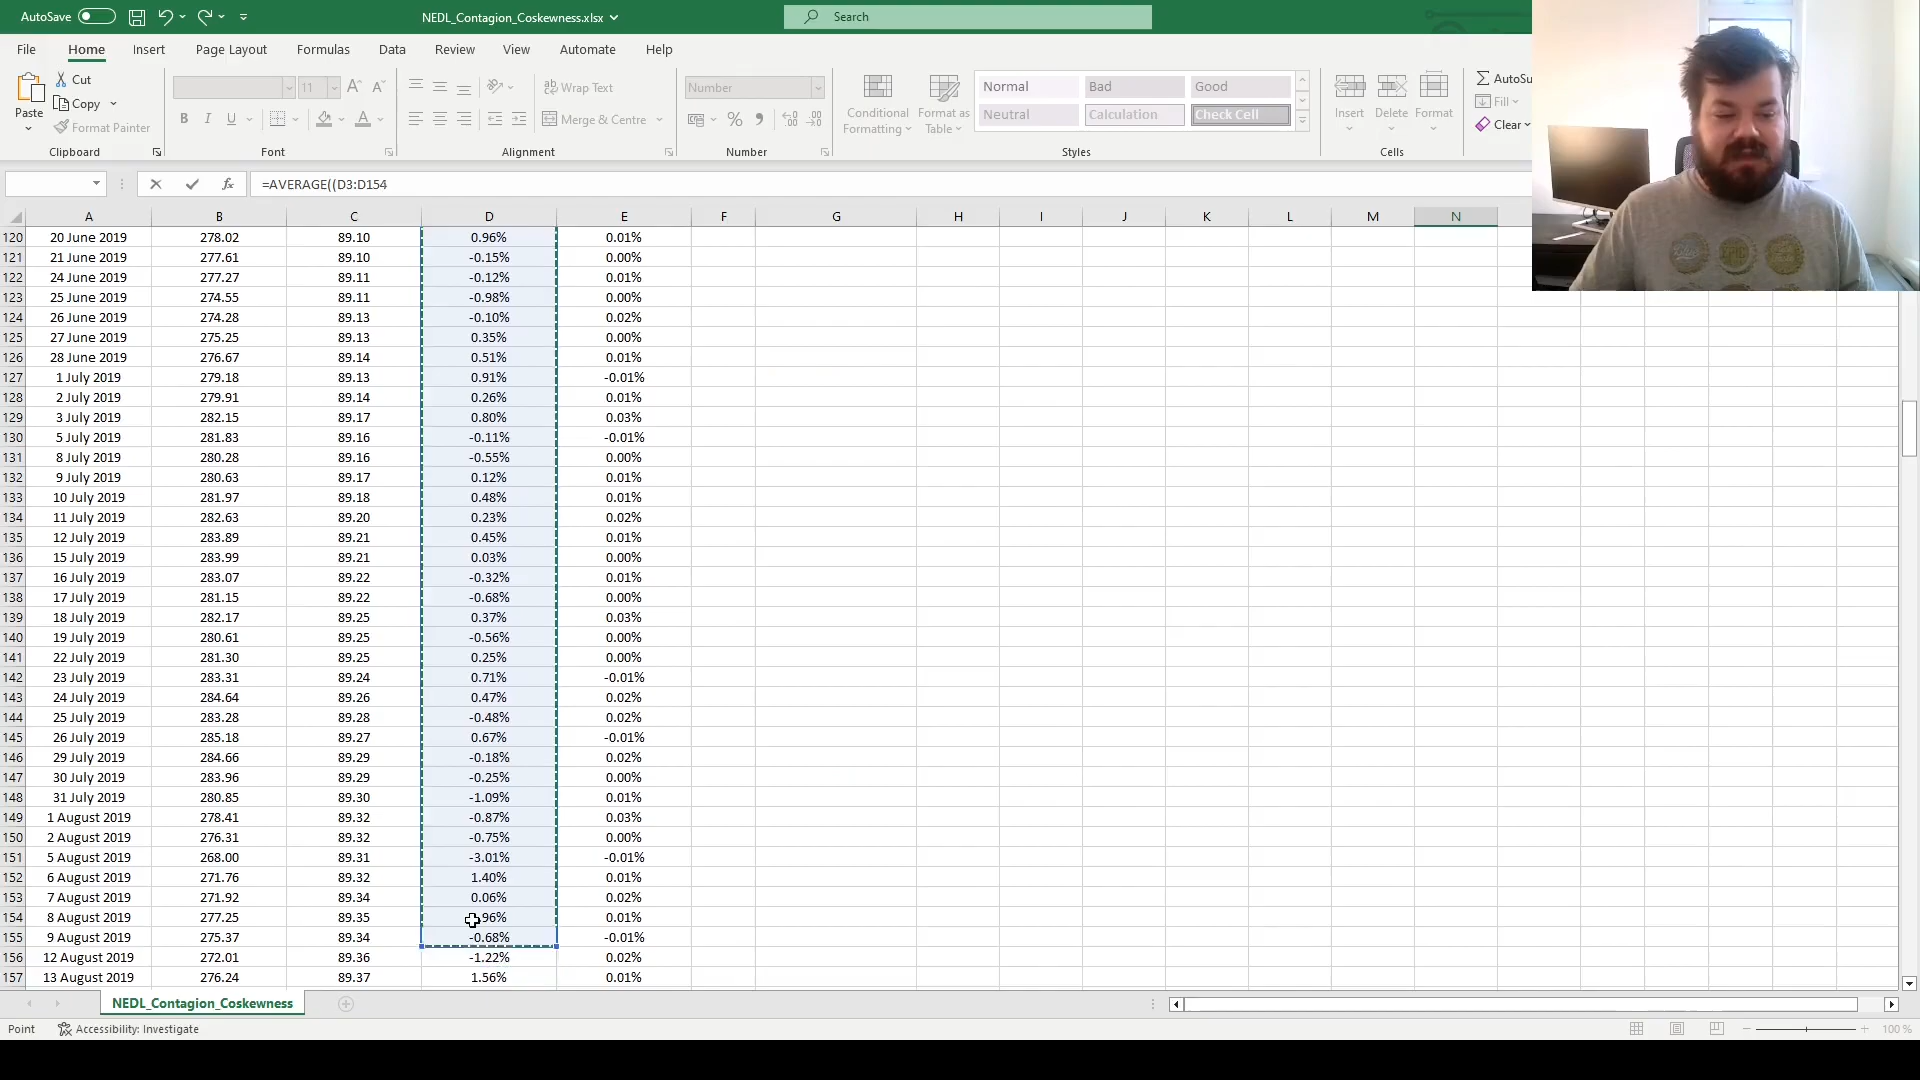 AutoSave Off NEDL_Contagion_Coskewness.xlsx Search
File Home Insert Page Layout Formulas Data Review View Automate Help
Paste Cut Copy Format Painter Clipboard
11 B I U Font
Wrap Text Merge & Centre Alignment
Number Number
Conditional Formatting Format as Table Normal Bad Good Neutral Calculation Check Cell Styles
Insert Delete Format Cells
AutoSu Fill Clear
fx =AVERAGE((D3:D154
A B C D E F G H I J K L M N
120 20 June 2019 278.02 89.10 0.96% 0.01%
121 21 June 2019 277.61 89.10 -0.15% 0.00%
122 24 June 2019 277.27 89.11 -0.12% 0.01%
123 25 June 2019 274.55 89.11 -0.98% 0.00%
124 26 June 2019 274.28 89.13 -0.10% 0.02%
125 27 June 2019 275.25 89.13 0.35% 0.00%
126 28 June 2019 276.67 89.14 0.51% 0.01%
127 1 July 2019 279.18 89.13 0.91% -0.01%
128 2 July 2019 279.91 89.14 0.26% 0.01%
129 3 July 2019 282.15 89.17 0.80% 0.03%
130 5 July 2019 281.83 89.16 -0.11% -0.01%
131 8 July 2019 280.28 89.16 -0.55% 0.00%
132 9 July 2019 280.63 89.17 0.12% 0.01%
133 10 July 2019 281.97 89.18 0.48% 0.01%
134 11 July 2019 282.63 89.20 0.23% 0.02%
135 12 July 2019 283.89 89.21 0.45% 0.01%
136 15 July 2019 283.99 89.21 0.03% 0.00%
137 16 July 2019 283.07 89.22 -0.32% 0.01%
138 17 July 2019 281.15 89.22 -0.68% 0.00%
139 18 July 2019 282.17 89.25 0.37% 0.03%
140 19 July 2019 280.61 89.25 -0.56% 0.00%
141 22 July 2019 281.30 89.25 0.25% 0.00%
142 23 July 2019 283.31 89.24 0.71% -0.01%
143 24 July 2019 284.64 89.26 0.47% 0.02%
144 25 July 2019 283.28 89.28 -0.48% 0.02%
145 26 July 2019 285.18 89.27 0.67% -0.01%
146 29 July 2019 284.66 89.29 -0.18% 0.02%
147 30 July 2019 283.96 89.29 -0.25% 0.00%
148 31 July 2019 280.85 89.30 -1.09% 0.01%
149 1 August 2019 278.41 89.32 -0.87% 0.03%
150 2 August 2019 276.31 89.32 -0.75% 0.00%
151 5 August 2019 268.00 89.31 -3.01% -0.01%
152 6 August 2019 271.76 89.32 1.40% 0.01%
153 7 August 2019 271.92 89.34 0.06% 0.02%
154 8 August 2019 277.25 89.35 96% 0.01%
155 9 August 2019 275.37 89.34 -0.68% -0.01%
156 12 August 2019 272.01 89.36 -1.22% 0.02%
157 13 August 2019 276.24 89.37 1.56% 0.01%
NEDL_Contagion_Coskewness
Point Accessibility: Investigate 100 %